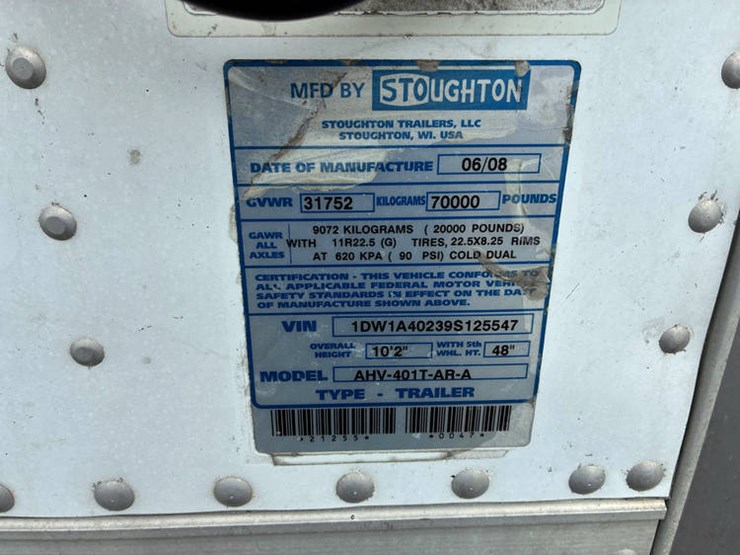 MFD BY STOUGHTON
STOUGHTON TRAILERS, LLC
STOUGHTON, WI. USA
DATE OF MANUFACTURE 06/08
GVWR 31752 KILOGRAMS 70000 POUNDS
GAWR ALL AXLES
9072 KILOGRAMS ( 20000 POUNDS)
WITH 11R22.5 (G) TIRES, 22.5X8.25 RIMS
AT 620 KPA ( 90 PSI) COLD DUAL
CERTIFICATION - THIS VEHICLE CONFORMS TO
ALL APPLICABLE FEDERAL MOTOR
SAFETY STANDARDS IN EFFECT ON THE
OF MANUFACTURE SHOWN ABOVE.
VIN 1DW1A40239S125547
OVERALL HEIGHT 10'2" WITH 5th WHL. HT. 48"
MODEL AHV-401T-AR-A
TYPE - TRAILER
*21255* *0047*